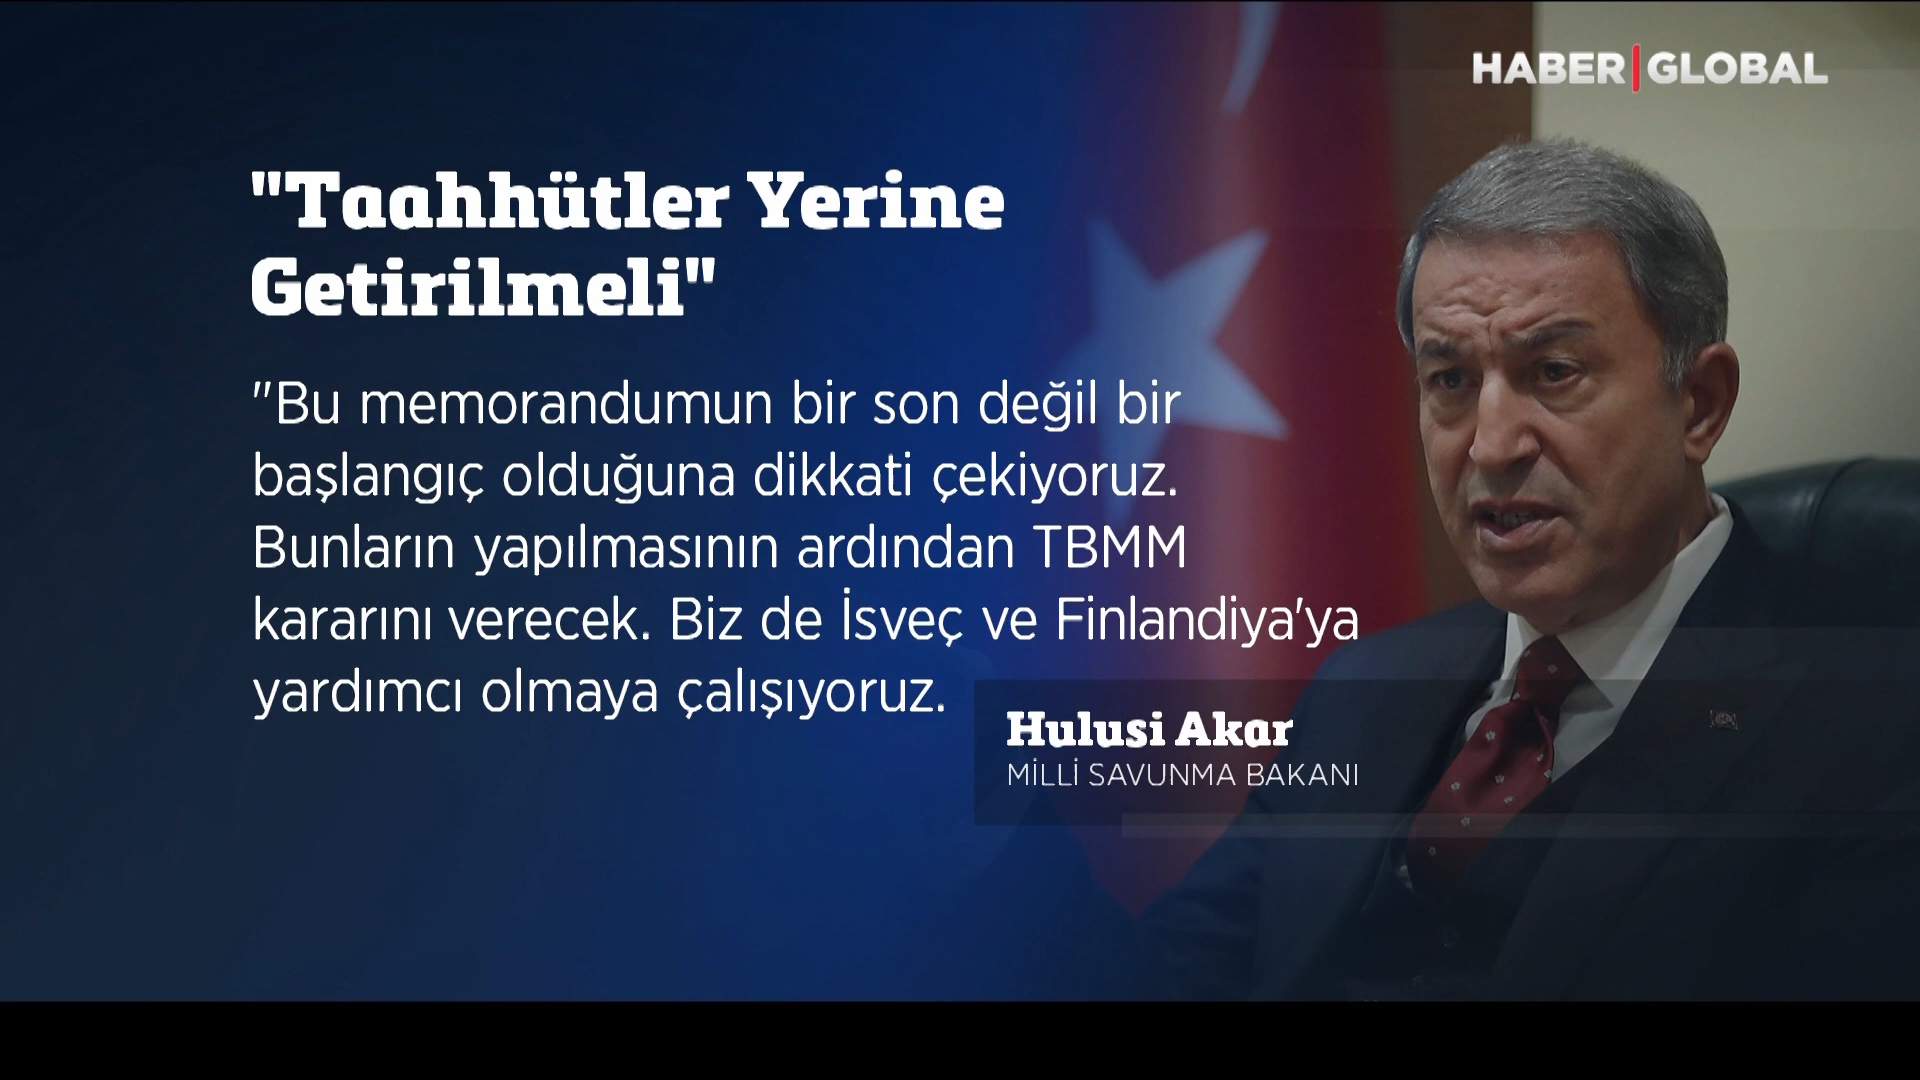 HABER|GLOBAL
"Taahhütler Yerine
Getirilmeli"
"Bu memorandumun bir son değil bir
başlangıç olduğuna dikkati çekiyoruz.
Bunların yapılmasının ardından TBMM
kararını verecek. Biz de İsveç ve Finlandiya'ya
yardımcı olmaya çalışıyoruz.
Hulusi Akar
MİLLİ SAVUNMA BAKANI